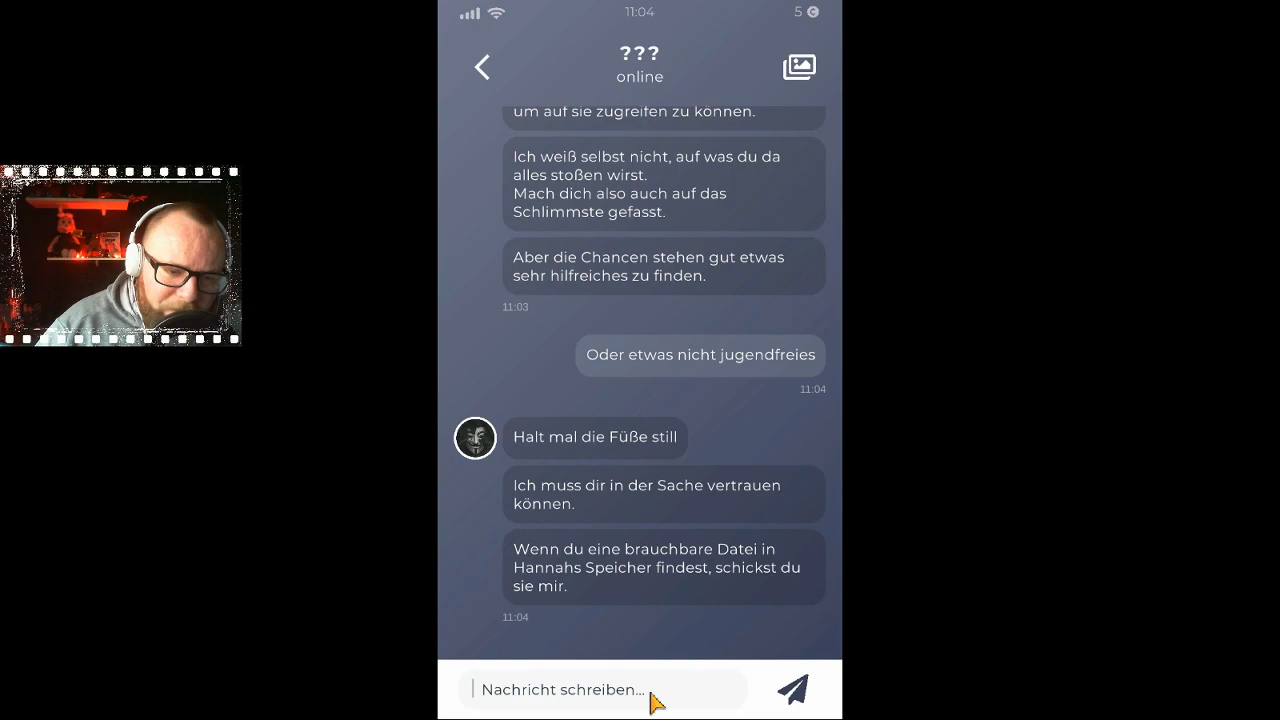 11:04
5
???
online
um auf sie zugreifen zu können.
Ich weiß selbst nicht, auf was du da
alles stoßen wirst.
Mach dich also auch auf das
Schlimmste gefasst.
Aber die Chancen stehen gut etwas
sehr hilfreiches zu finden.
11:03
Oder etwas nicht jugendfreies
11:04
Halt mal die Füße still
Ich muss dir in der Sache vertrauen
können.
Wenn du eine brauchbare Datei in
Hannahs Speicher findest, schickst du
sie mir.
11:04
Nachricht schreiben...